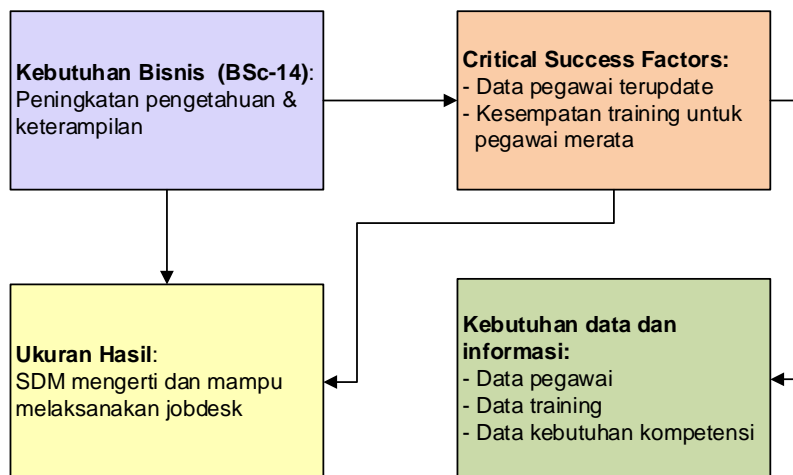 Kebutuhan Bisnis  (BSc-14):
Peningkatan pengetahuan &
keterampilan
Critical Success Factors:
- Data pegawai terupdate
- Kesempatan training untuk
pegawai merata
Ukuran Hasil:
SDM mengerti dan mampu
melaksanakan jobdesk
Kebutuhan data dan
informasi:
- Data pegawai
- Data training
- Data kebutuhan kompetensi